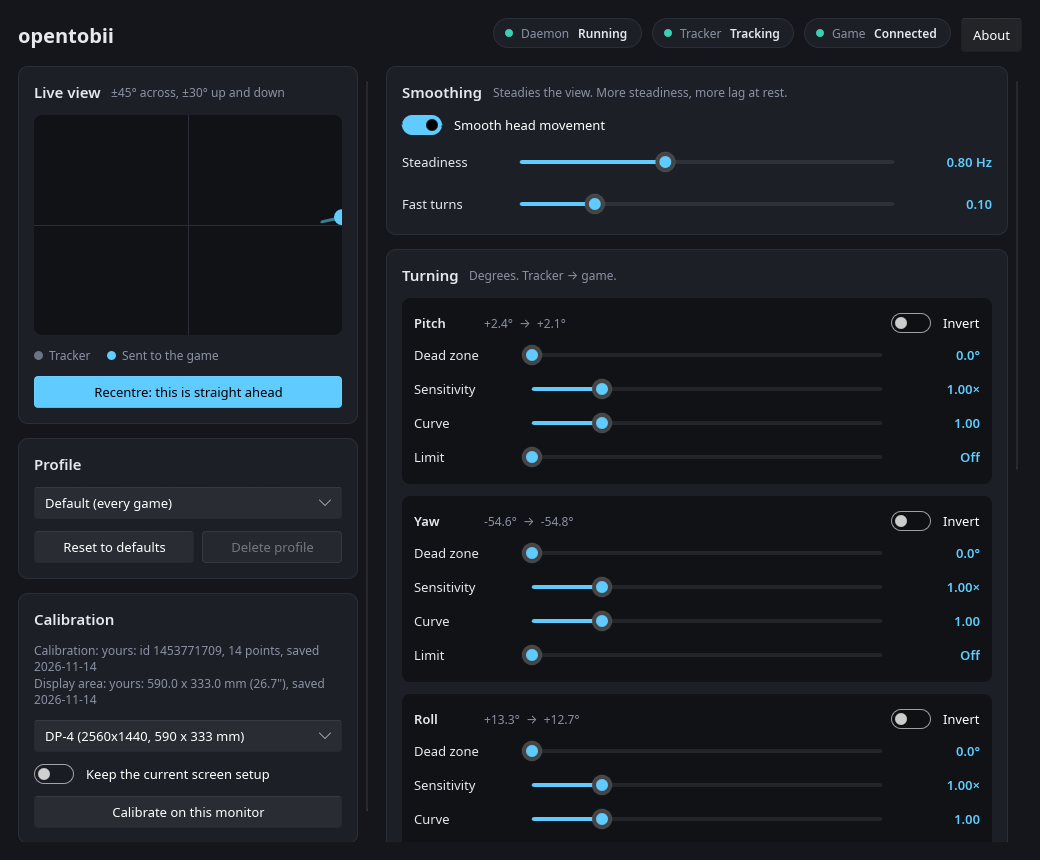 opentobii
Daemon Running
Tracker Tracking
Game Connected
About
Live view ±45° across, ±30° up and down
Tracker Sent to the game
Recentre: this is straight ahead
Profile
Default (every game)
Reset to defaults Delete profile
Calibration
Calibration: yours: id 1453771709, 14 points, saved
2026-11-14
Display area: yours: 590.0 x 333.0 mm (26.7"), saved
2026-11-14
DP-4 (2560x1440, 590 x 333 mm)
Keep the current screen setup
Calibrate on this monitor
Smoothing Steadies the view. More steadiness, more lag at rest.
Smooth head movement
Steadiness 0.80 Hz
Fast turns 0.10
Turning Degrees. Tracker → game.
Pitch +2.4° → +2.1° Invert
Dead zone 0.0°
Sensitivity 1.00×
Curve 1.00
Limit Off
Yaw -54.6° → -54.8° Invert
Dead zone 0.0°
Sensitivity 1.00×
Curve 1.00
Limit Off
Roll +13.3° → +12.7° Invert
Dead zone 0.0°
Sensitivity 1.00×
Curve 1.00